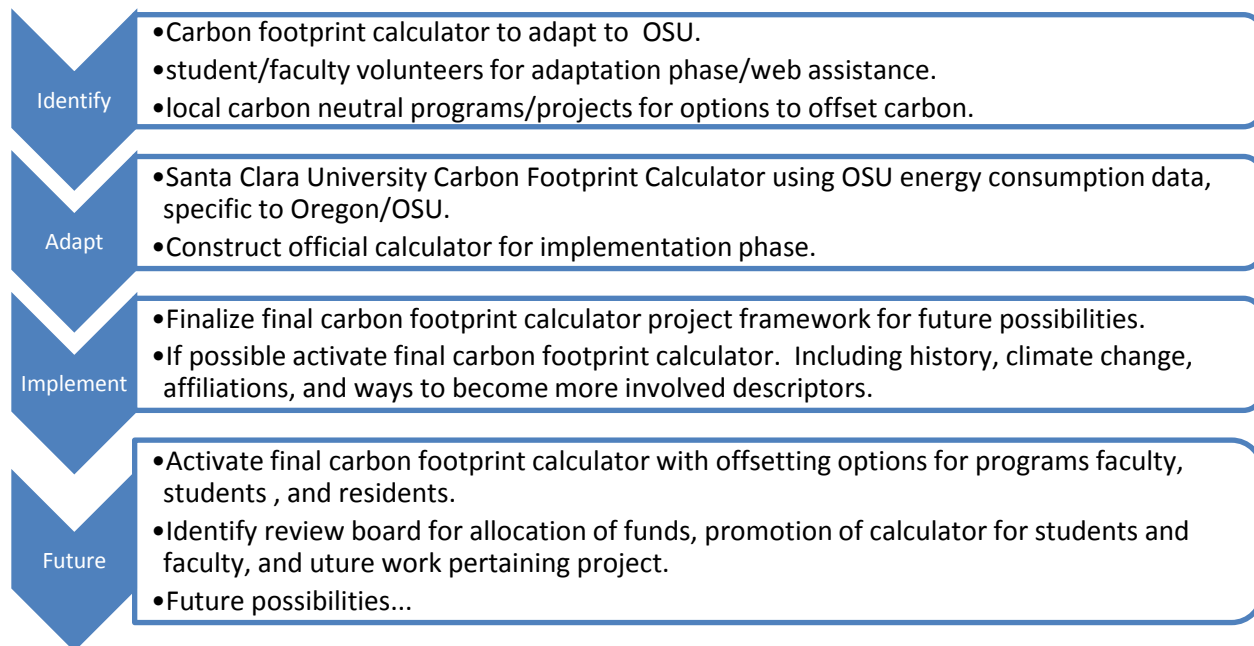 Identify
•Carbon footprint calculator to adapt to OSU.
•student/faculty volunteers for adaptation phase/web assistance.
•local carbon neutral programs/projects for options to offset carbon.
Adapt
•Santa Clara University Carbon Footprint Calculator using OSU energy consumption data,
specific to Oregon/OSU.
•Construct official calculator for implementation phase.
Implement
•Finalize final carbon footprint calculator project framework for future possibilities.
•If possible activate final carbon footprint calculator. Including history, climate change,
affiliations, and ways to become more involved descriptors.
Future
•Activate final carbon footprint calculator with offsetting options for programs faculty,
students , and residents.
•Identify review board for allocation of funds, promotion of calculator for students and
faculty, and uture work pertaining project.
•Future possibilities...